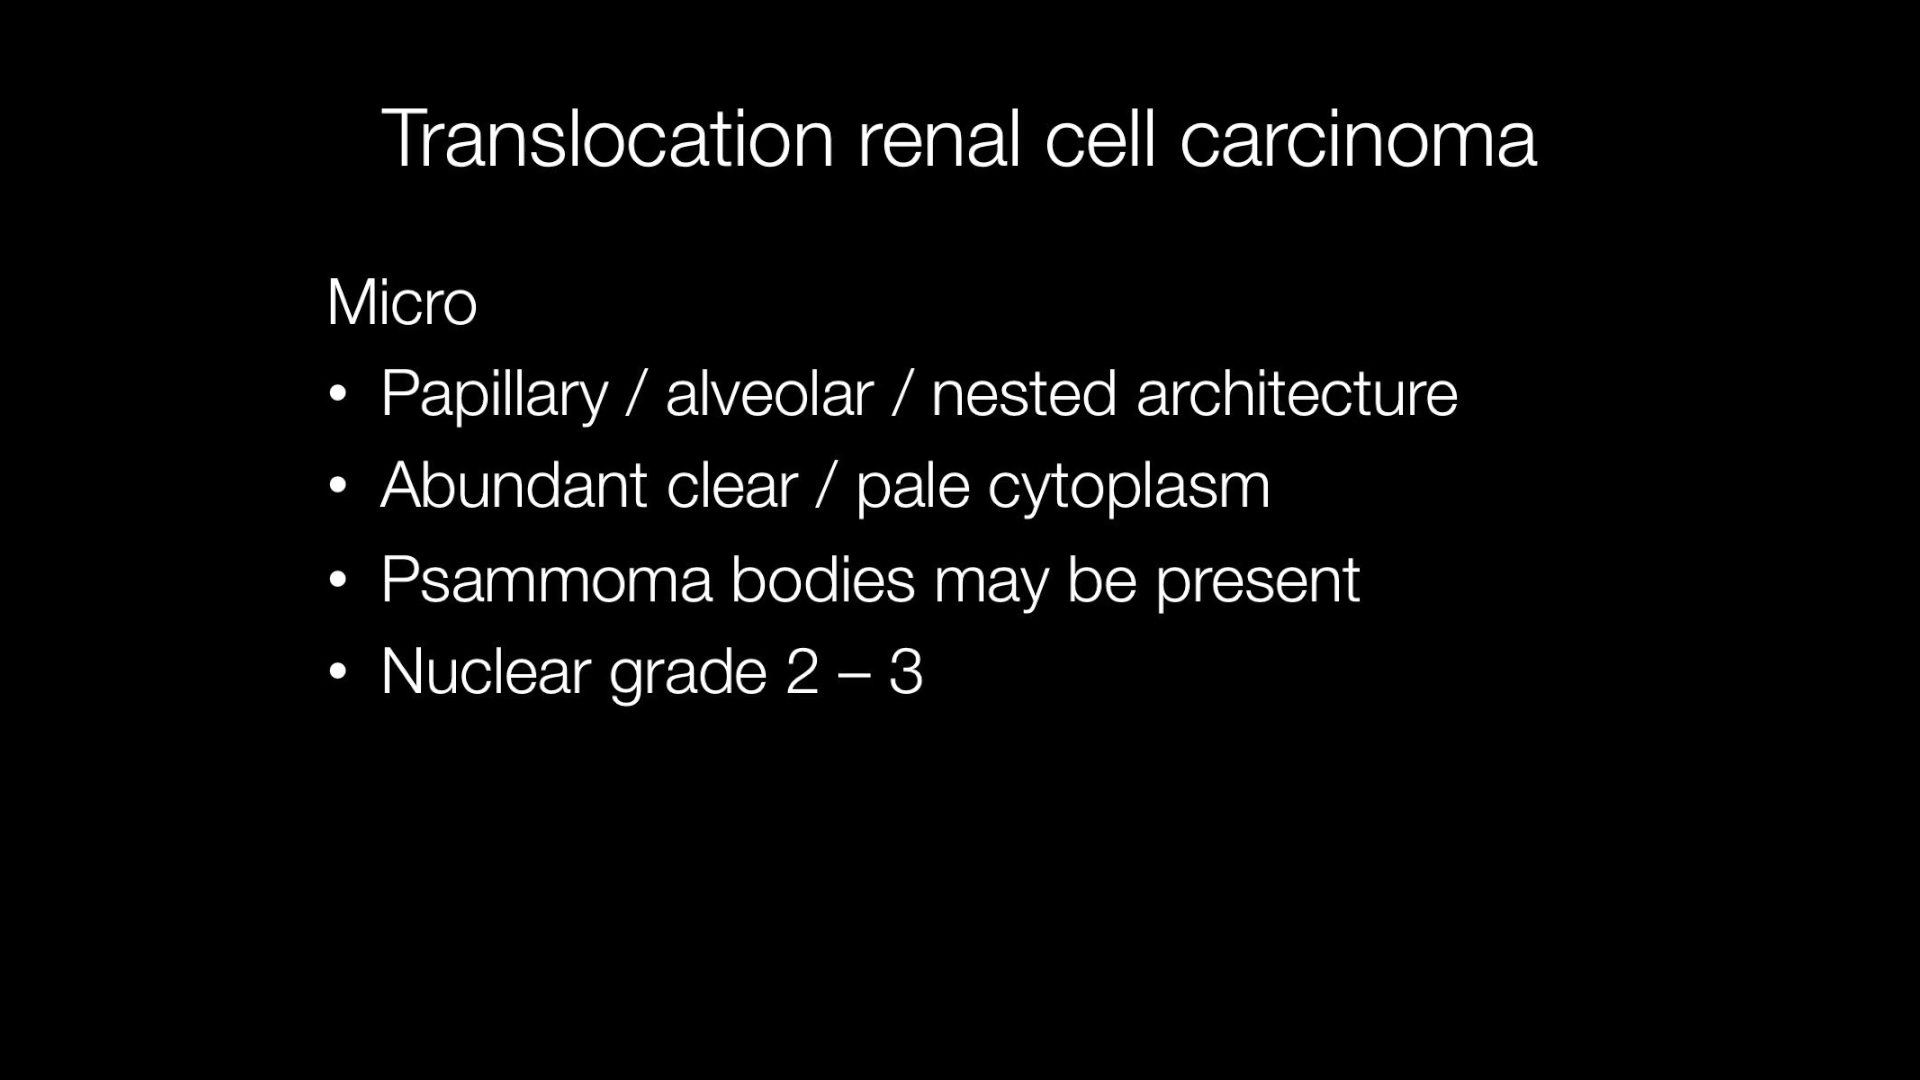 Translocation renal cell carcinoma
Micro
• Papillary / alveolar / nested architecture
• Abundant clear / pale cytoplasm
• Psammoma bodies may be present
• Nuclear grade 2 – 3